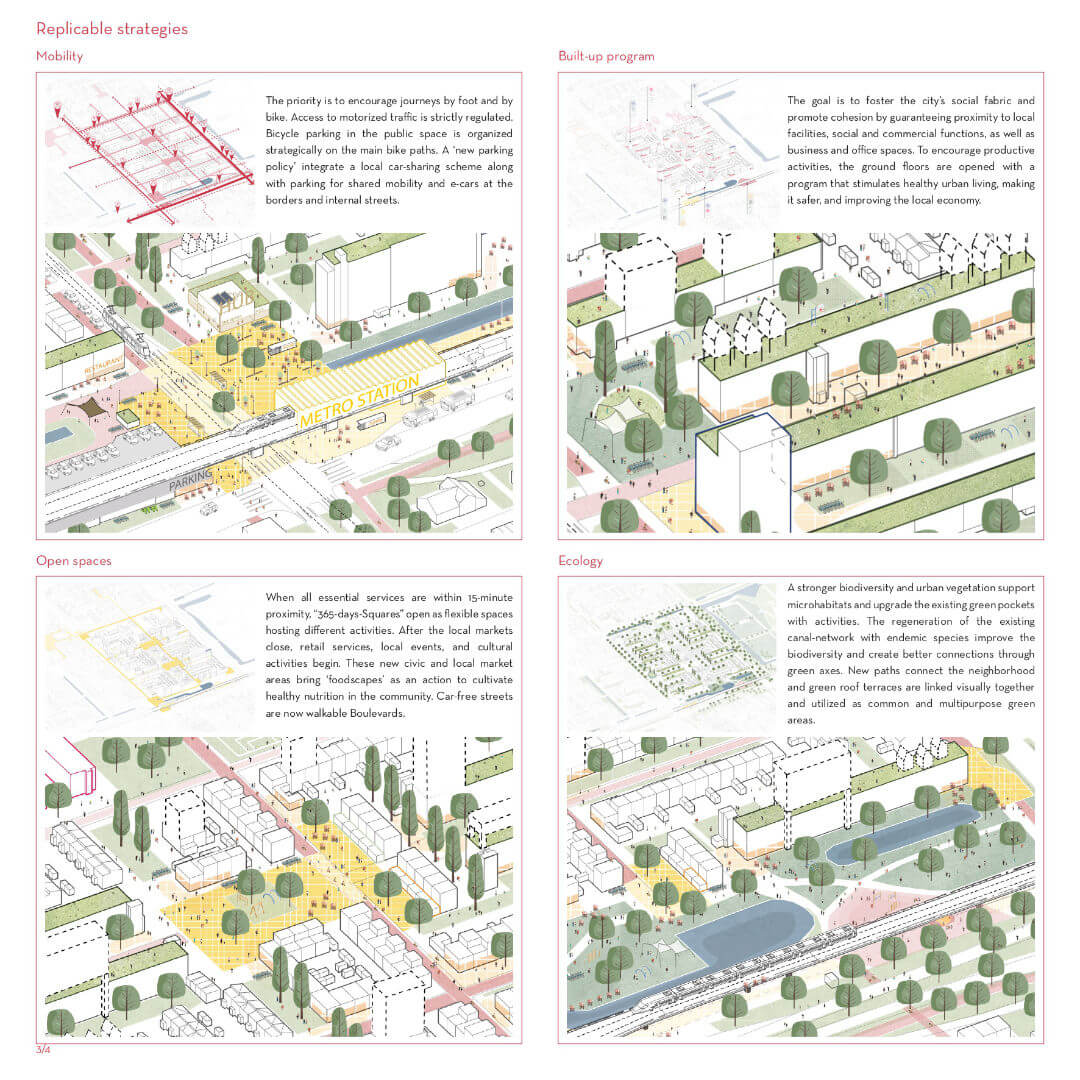 Replicable strategies
Mobility
The priority is to encourage journeys by foot and by
bike. Access to motorized traffic is strictly regulated.
Bicycle parking in the public space is organized
strategically on the main bike paths. A ‘new parking
policy’ integrate a local car-sharing scheme along
with parking for shared mobility and e-cars at the
borders and internal streets.
RESTAURANT
METRO STATION
PARKING
Built-up program
The goal is to foster the city’s social fabric and
promote cohesion by guaranteeing proximity to local
facilities, social and commercial functions, as well as
business and office spaces. To encourage productive
activities, the ground floors are opened with a
program that stimulates healthy urban living, making
it safer, and improving the local economy.
Open spaces
When all essential services are within 15-minute
proximity, “365-days-Squares” open as flexible spaces
hosting different activities. After the local markets
close, retail services, local events, and cultural
activities begin. These new civic and local market
areas bring ‘foodscapes’ as an action to cultivate
healthy nutrition in the community. Car-free streets
are now walkable Boulevards.
Ecology
A stronger biodiversity and urban vegetation support
microhabitats and upgrade the existing green pockets
with activities. The regeneration of the existing
canal-network with endemic species improve the
biodiversity and create better connections through
green axes. New paths connect the neighborhood
and green roof terraces are linked visually together
and utilized as common and multipurpose green
areas.
3/4